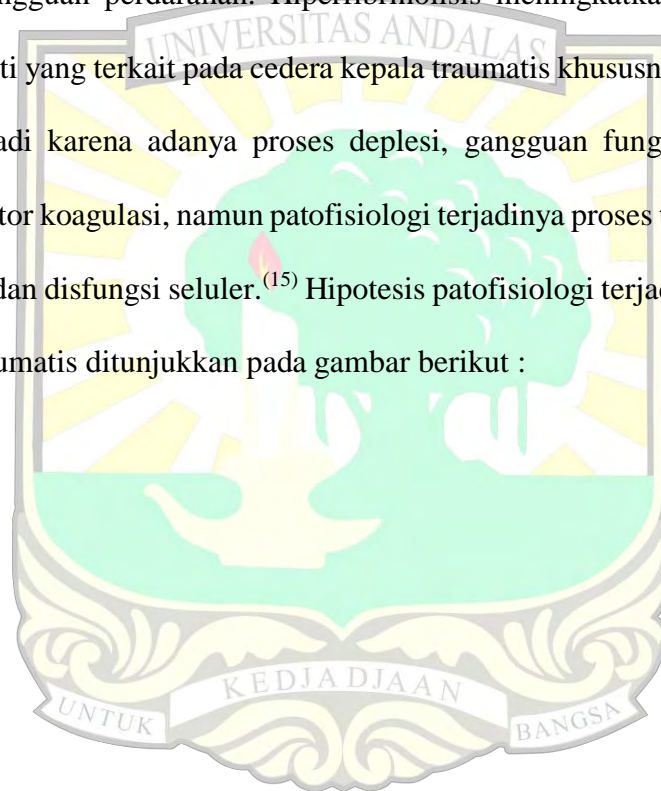 ngguan perdarahan. Hiperfibrinolisis meningkatkan
UNIVERSITAS ANDALAS
ti yang terkait pada cedera kepala traumatis khususn
adi karena adanya proses deplesi, gangguan fung
tor koagulasi, namun patofisiologi terjadinya proses
dan disfungsi seluler.(15) Hipotesis patofisiologi terjad
umatis ditunjukkan pada gambar berikut :
UNTUK KEDJADJAAN BANGSA